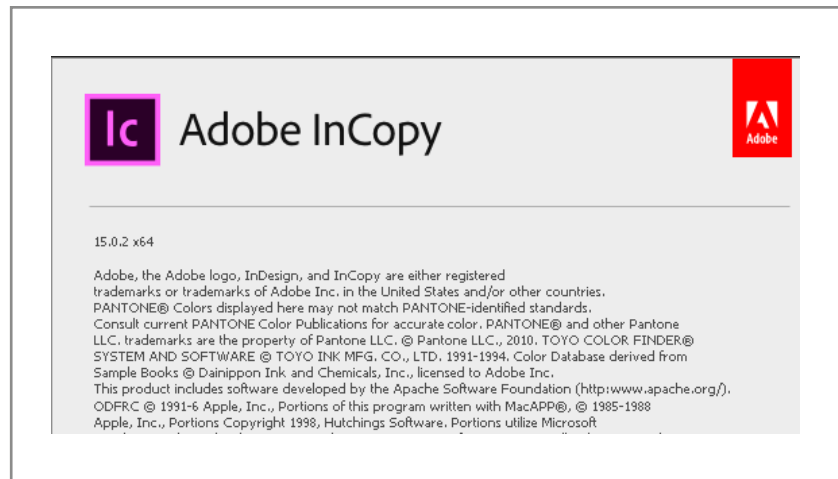 Ic
Adobe InCopy
Adobe
15.0.2 x64
Adobe, the Adobe logo, InDesign, and InCopy are either registered
trademarks or trademarks of Adobe Inc. in the United States and/or other countries.
PANTONE® Colors displayed here may not match PANTONE-identified standards.
Consult current PANTONE Color Publications for accurate color. PANTONE® and other Pantone
LLC. trademarks are the property of Pantone LLC. © Pantone LLC., 2010. TOYO COLOR FINDER®
SYSTEM AND SOFTWARE © TOYO INK MFG. CO., LTD. 1991-1994. Color Database derived from
Sample Books © Dainippon Ink and Chemicals, Inc., licensed to Adobe Inc.
This product includes software developed by the Apache Software Foundation (http:www.apache.org/).
ODFRC © 1991-6 Apple, Inc., Portions of this program written with MacAPP®, © 1985-1988
Apple, Inc., Portions Copyright 1998, Hutchings Software. Portions utilize Microsoft